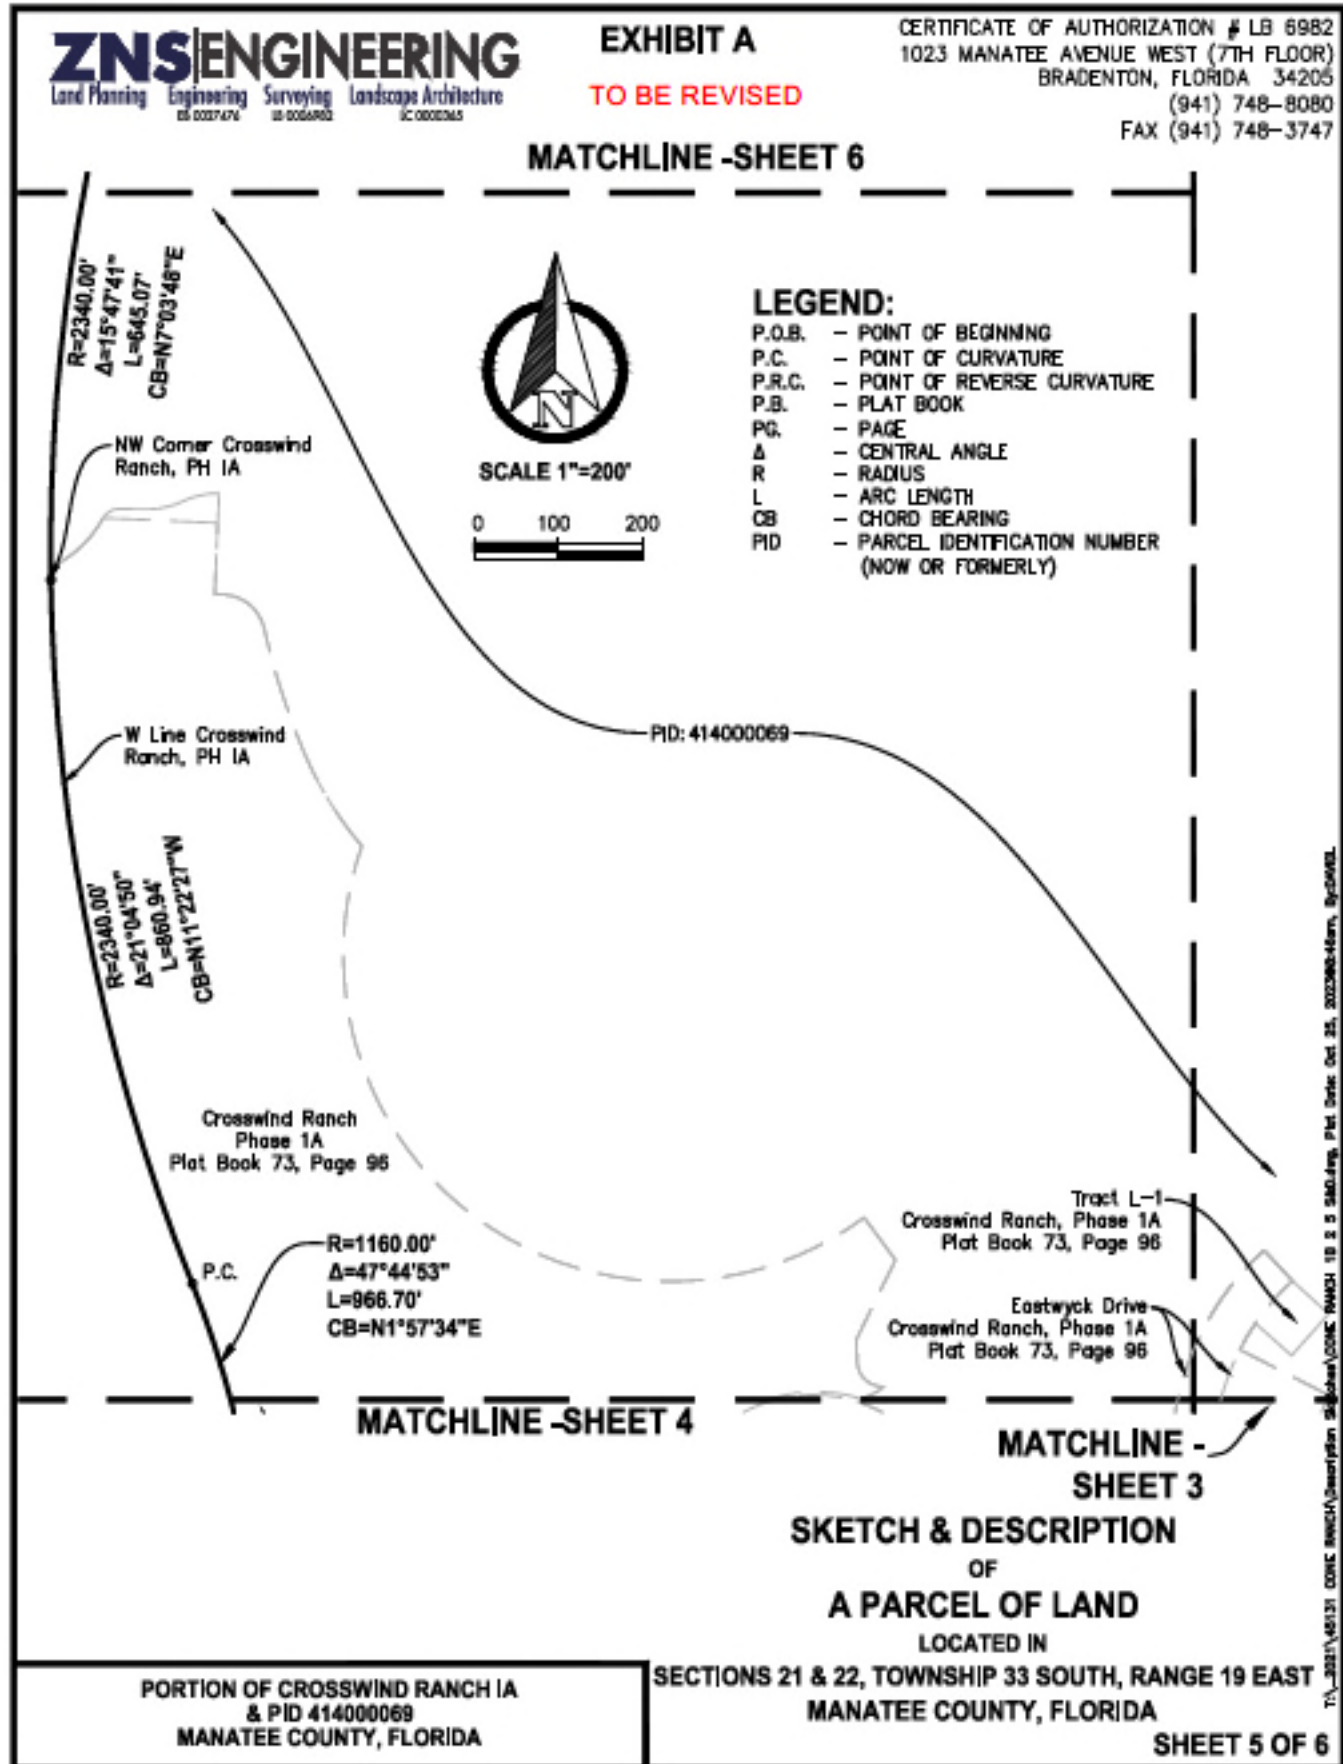 ZNS ENGINEERING
Land Planning Engineering Surveying Landscape Architecture
EB 0027476 LB 0006982 LC 0000365
EXHIBIT A
TO BE REVISED
CERTIFICATE OF AUTHORIZATION # LB 6982
1023 MANATEE AVENUE WEST (7TH FLOOR)
BRADENTON, FLORIDA 34205
(941) 748-8080
FAX (941) 748-3747
MATCHLINE -SHEET 6
R=2340.00'
Δ=15°47'41"
L=645.07'
CB=N7°03'48"E
N
SCALE 1"=200'
0 100 200
LEGEND:
P.O.B. - POINT OF BEGINNING
P.C. - POINT OF CURVATURE
P.R.C. - POINT OF REVERSE CURVATURE
P.B. - PLAT BOOK
PG. - PAGE
Δ - CENTRAL ANGLE
R - RADIUS
L - ARC LENGTH
CB - CHORD BEARING
PID - PARCEL IDENTIFICATION NUMBER
(NOW OR FORMERLY)
NW Corner Crosswind
Ranch, PH IA
W Line Crosswind
Ranch, PH IA
PID: 414000069
R=2340.00'
Δ=21°04'50"
L=860.94'
CB=N11°22'27"W
Crosswind Ranch
Phase 1A
Plat Book 73, Page 96
P.C.
R=1160.00'
Δ=47°44'53"
L=966.70'
CB=N1°57'34"E
Tract L-1
Crosswind Ranch, Phase 1A
Plat Book 73, Page 96
Eastwyck Drive
Crosswind Ranch, Phase 1A
Plat Book 73, Page 96
MATCHLINE -SHEET 4
MATCHLINE -
SHEET 3
SKETCH & DESCRIPTION
OF
A PARCEL OF LAND
LOCATED IN
SECTIONS 21 & 22, TOWNSHIP 33 SOUTH, RANGE 19 EAST
MANATEE COUNTY, FLORIDA
SHEET 5 OF 6
PORTION OF CROSSWIND RANCH IA
& PID 414000069
MANATEE COUNTY, FLORIDA